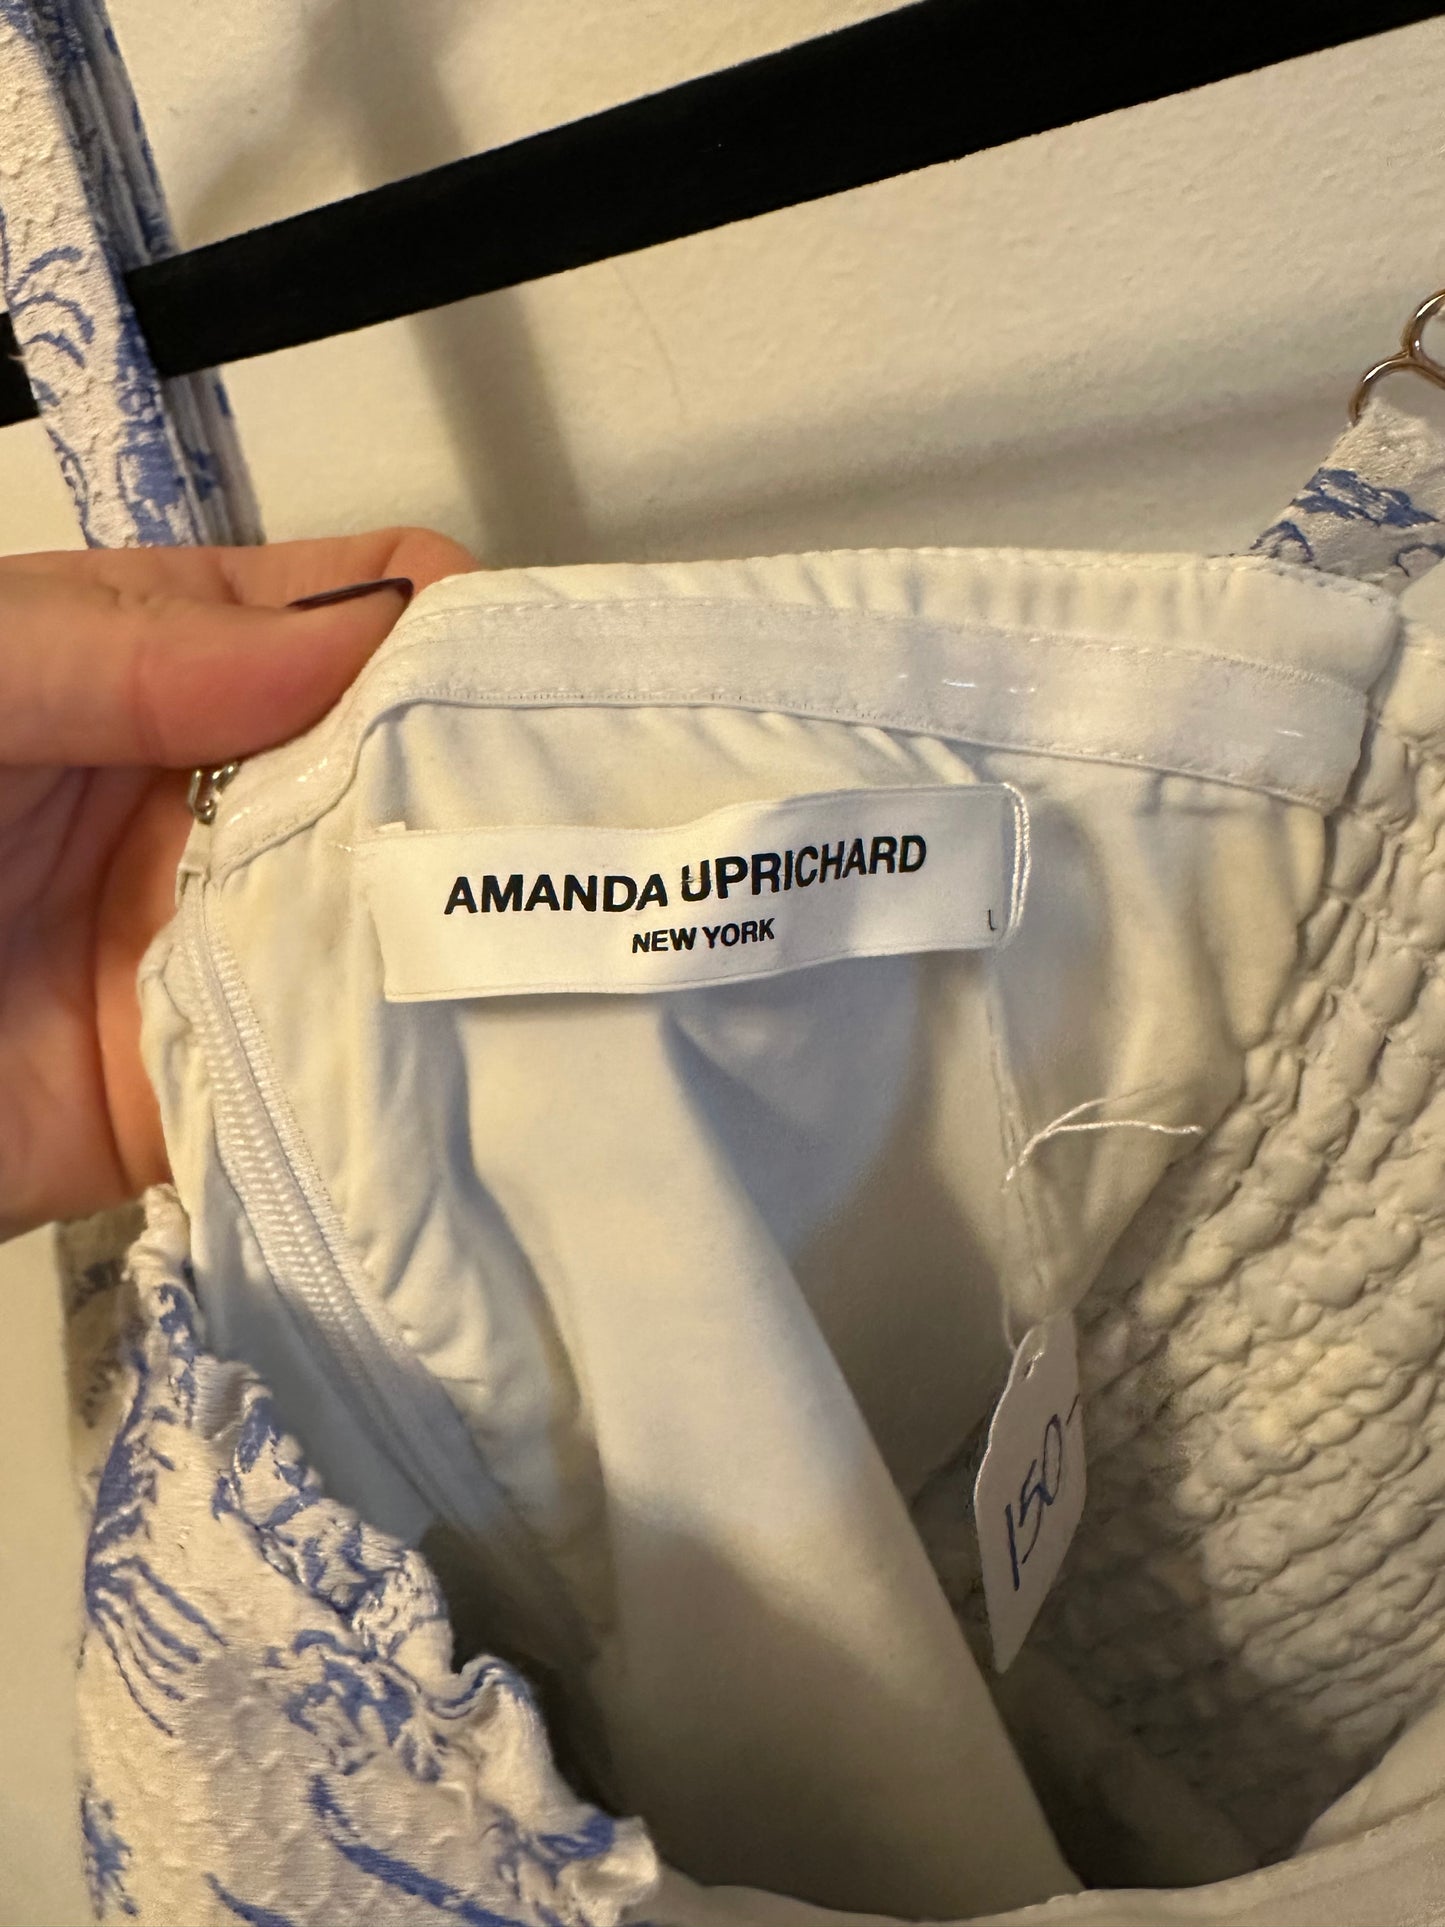 AMANDA UPRICHARD
NEW YORK
L
150-